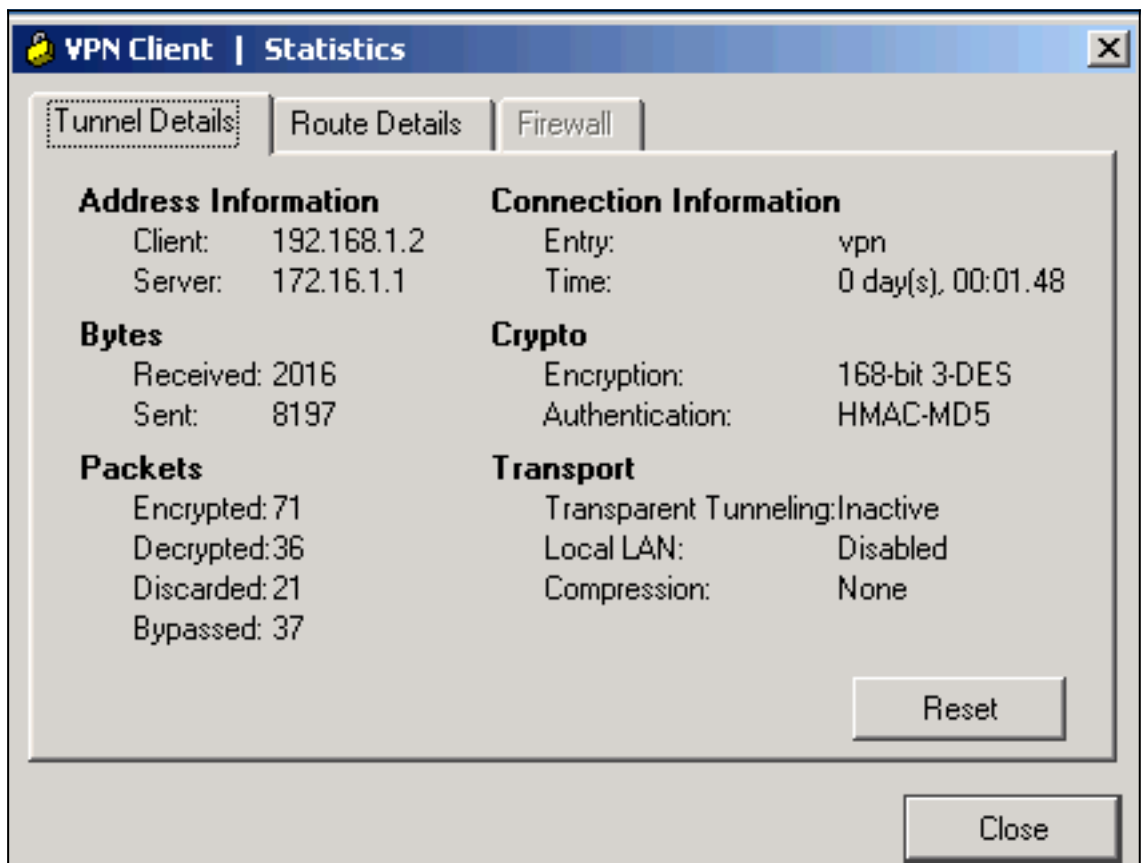 VPN Client | Statistics
Tunnel Details Route Details Firewall
Address Information Connection Information
Client: 192.168.1.2 Entry: vpn
Server: 172.16.1.1 Time: 0 day(s), 00:01.48
Bytes Crypto
Received: 2016 Encryption: 168-bit 3-DES
Sent: 8197 Authentication: HMAC-MD5
Packets Transport
Encrypted: 71 Transparent Tunneling:Inactive
Decrypted: 36 Local LAN: Disabled
Discarded: 21 Compression: None
Bypassed: 37
Reset
Close